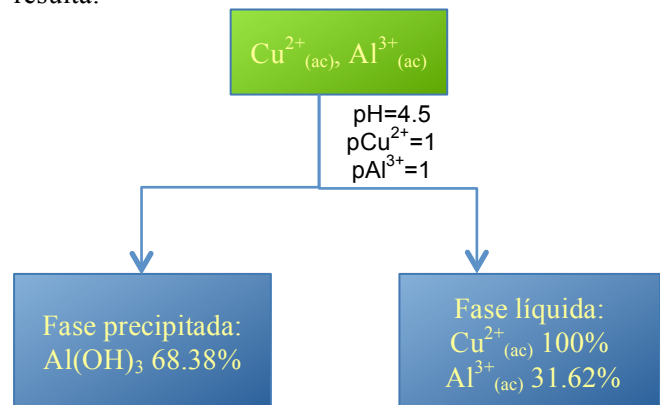 resulta:
Cu²⁺₍ac₎, Al³⁺₍ac₎
pH=4.5
pCu²⁺=1
pAl³⁺=1
Fase precipitada:
Al(OH)₃ 68.38%
Fase líquida:
Cu²⁺₍ac₎ 100%
Al³⁺₍ac₎ 31.62%